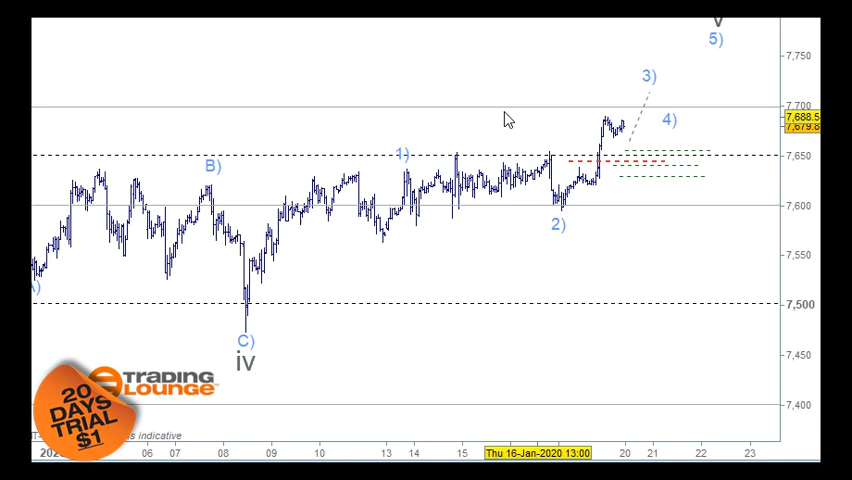 v
5)
7,750
3)
7,700
4)
7,688.5
7,679.8
1)
7,650
B)
7,600
2)
7,550
7,500
C)
iv
7,450
TRADING
LOUNGE
7,400
20
DAYS
TRIAL
$1
s indicative
06 07 08 09 10 13 14 15 Thu 16-Jan-2020 13:00 20 21 22 23